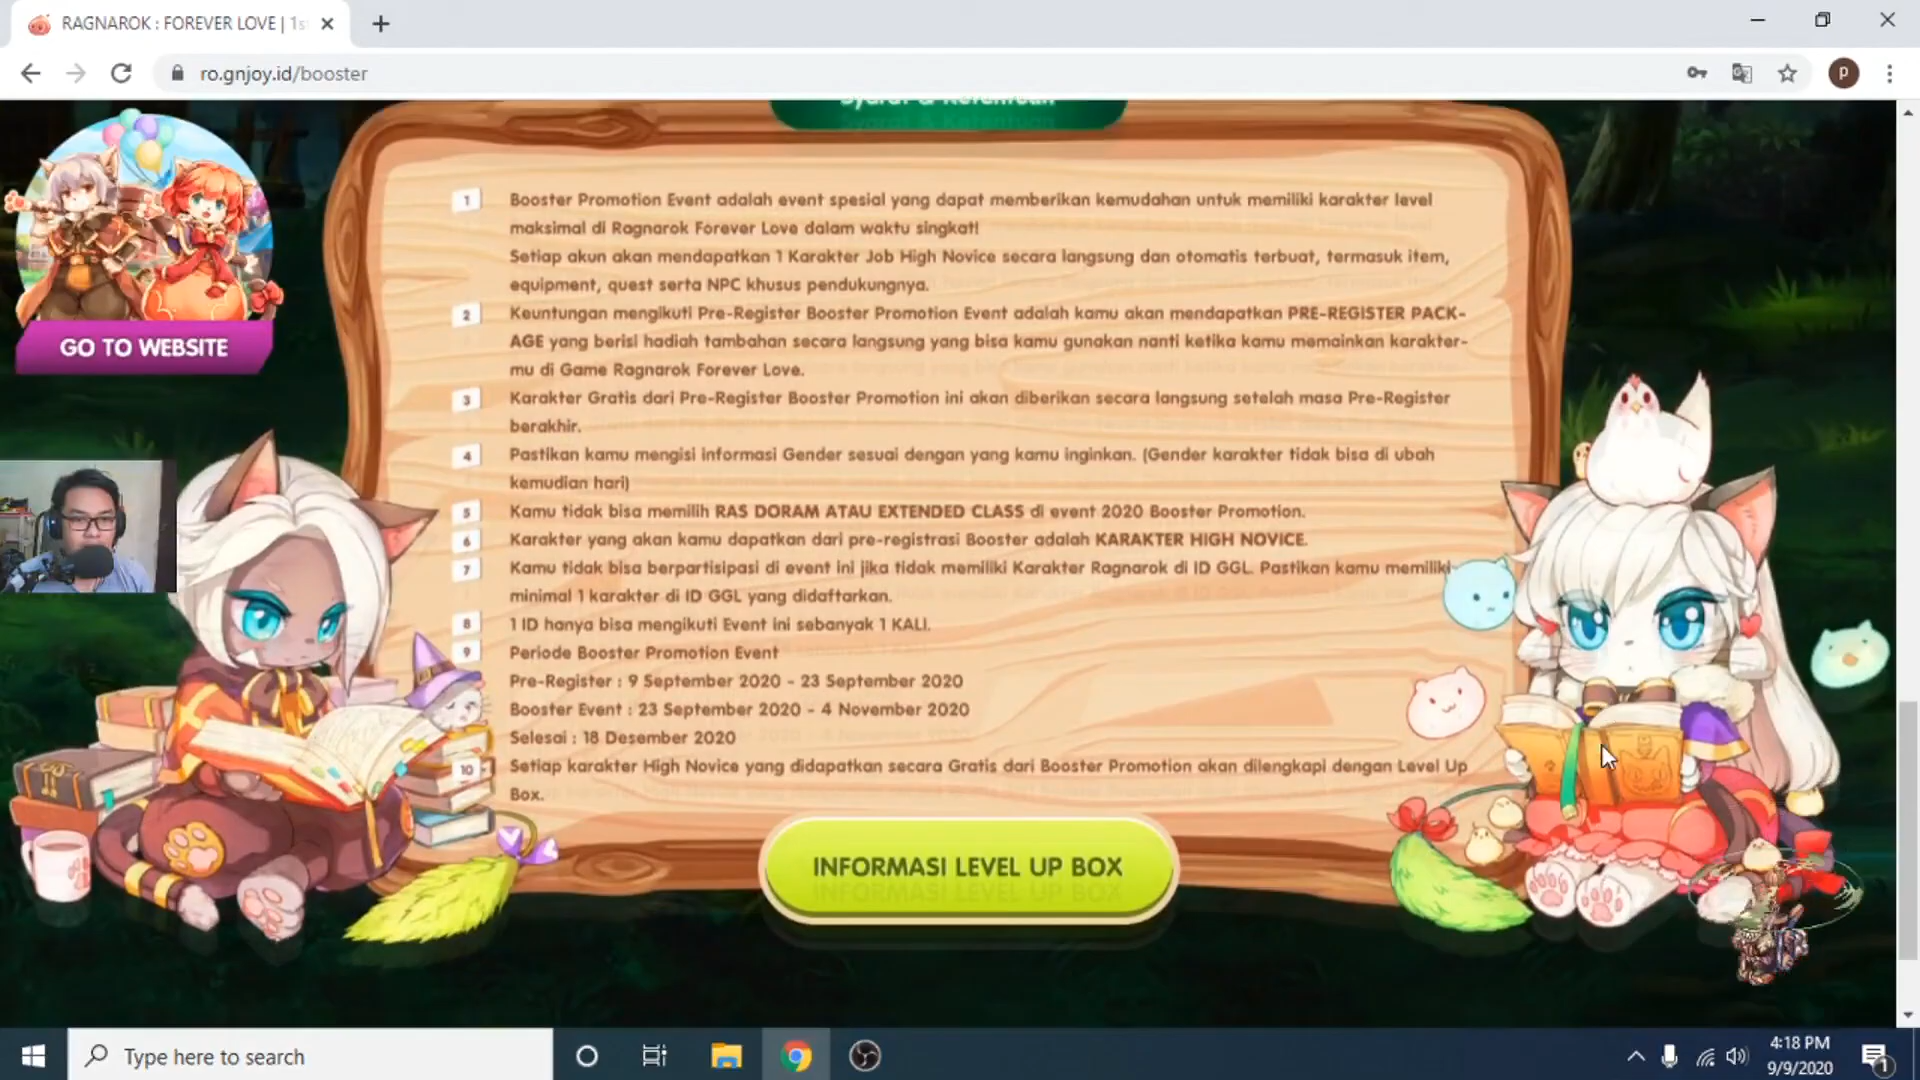 RAGNAROK : FOREVER LOVE | 1s
ro.gnjoy.id/booster
P
Syarat & Ketentuan
GO TO WEBSITE
1 Booster Promotion Event adalah event spesial yang dapat memberikan kemudahan untuk memiliki karakter level
maksimal di Ragnarok Forever Love dalam waktu singkat!
Setiap akun akan mendapatkan 1 Karakter Job High Novice secara langsung dan otomatis terbuat, termasuk item,
equipment, quest serta NPC khusus pendukungnya.
2 Keuntungan mengikuti Pre-Register Booster Promotion Event adalah kamu akan mendapatkan PRE-REGISTER PACK-
AGE yang berisi hadiah tambahan secara langsung yang bisa kamu gunakan nanti ketika kamu memainkan karakter-
mu di Game Ragnarok Forever Love.
3 Karakter Gratis dari Pre-Register Booster Promotion ini akan diberikan secara langsung setelah masa Pre-Register
berakhir.
4 Pastikan kamu mengisi informasi Gender sesuai dengan yang kamu inginkan. (Gender karakter tidak bisa di ubah
kemudian hari)
5 Kamu tidak bisa memilih RAS DORAM ATAU EXTENDED CLASS di event 2020 Booster Promotion.
6 Karakter yang akan kamu dapatkan dari pre-registrasi Booster adalah KARAKTER HIGH NOVICE.
7 Kamu tidak bisa berpartisipasi di event ini jika tidak memiliki Karakter Ragnarok di ID GGL. Pastikan kamu memiliki
minimal 1 karakter di ID GGL yang didaftarkan.
8 1 ID hanya bisa mengikuti Event ini sebanyak 1 KALI.
9 Periode Booster Promotion Event
Pre-Register : 9 September 2020 - 23 September 2020
Booster Event : 23 September 2020 - 4 November 2020
Selesai : 18 Desember 2020
10 Setiap karakter High Novice yang didapatkan secara Gratis dari Booster Promotion akan dilengkapi dengan Level Up
Box.
INFORMASI LEVEL UP BOX
Type here to search
4:18 PM
9/9/2020
1